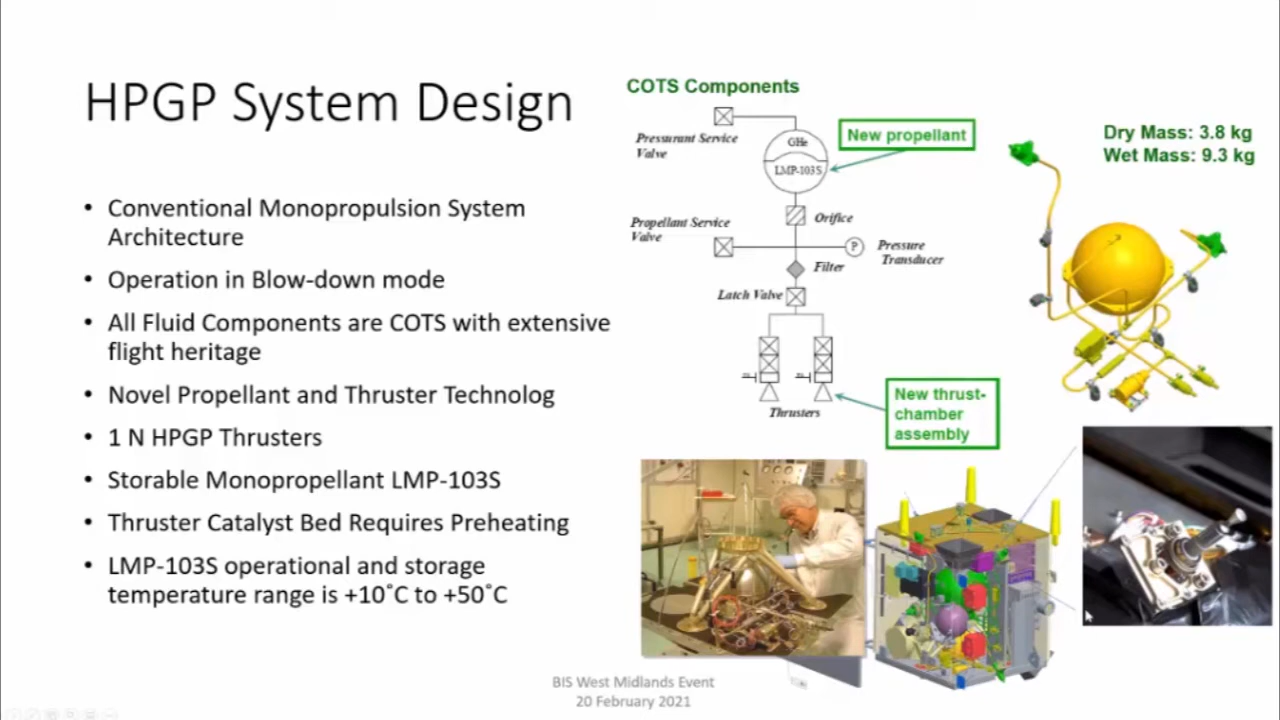 HPGP System Design
• Conventional Monopropulsion System
Architecture
• Operation in Blow-down mode
• All Fluid Components are COTS with extensive
flight heritage
• Novel Propellant and Thruster Technolog
• 1 N HPGP Thrusters
• Storable Monopropellant LMP-103S
• Thruster Catalyst Bed Requires Preheating
• LMP-103S operational and storage
temperature range is +10˚C to +50˚C
COTS Components
Pressurant Service
Valve
GHe
LMP-103S
New propellant
Orifice
Propellant Service
Valve
P
Pressure
Transducer
Filter
Latch Valve
Thrusters
New thrust-
chamber
assembly
Dry Mass: 3.8 kg
Wet Mass: 9.3 kg
BIS West Midlands Event
20 February 2021